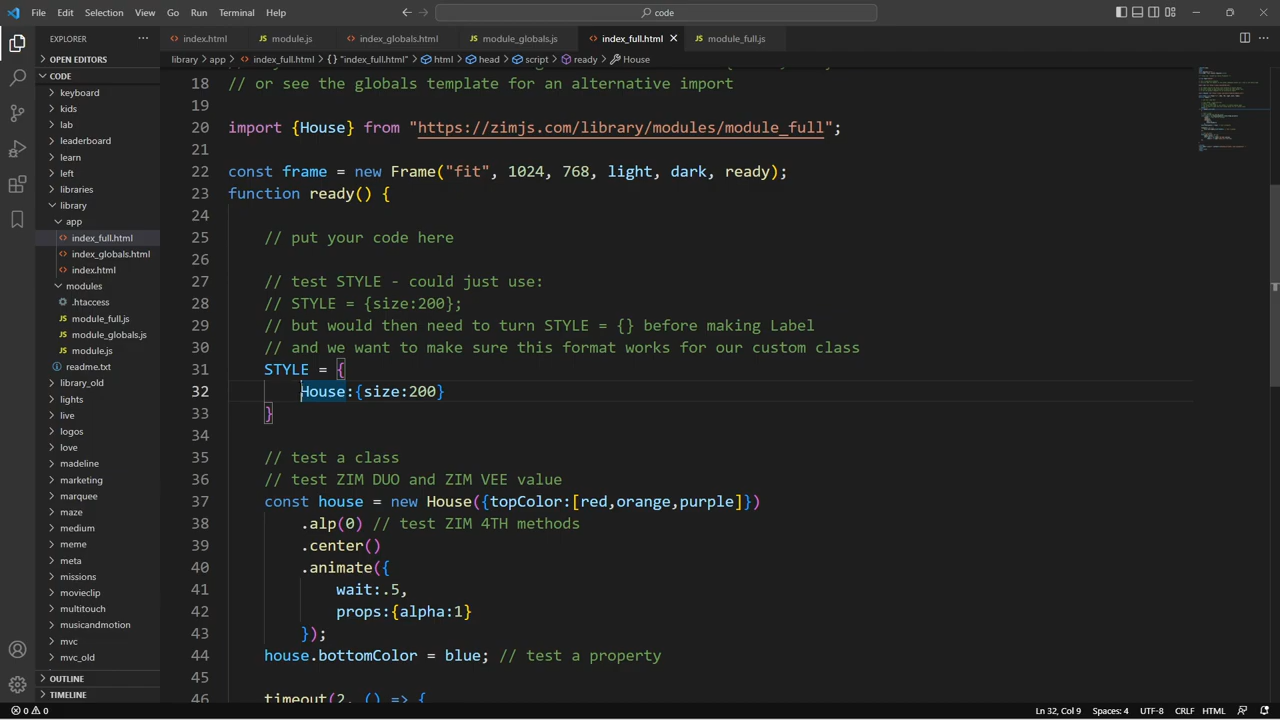 File Edit Selection View Go Run Terminal Help
code
EXPLORER
index.html
module.js
index_globals.html
module_globals.js
index_full.html
module_full.js
library > app > index_full.html > {} "index_full.html" > html > head > script > ready > House
OPEN EDITORS
CODE
keyboard
kids
lab
leaderboard
learn
left
libraries
library
app
index_full.html
index_globals.html
index.html
modules
.htaccess
module_full.js
module_globals.js
module.js
readme.txt
library_old
lights
live
logos
love
madeline
marketing
marquee
maze
medium
meme
meta
missions
movieclip
multitouch
musicandmotion
mvc
mvc_old
OUTLINE
TIMELINE
18 // or see the globals template for an alternative import
19
20 import {House} from "https://zimjs.com/library/modules/module_full";
21
22 const frame = new Frame("fit", 1024, 768, light, dark, ready);
23 function ready() {
24
25 // put your code here
26
27 // test STYLE - could just use:
28 // STYLE = {size:200};
29 // but would then need to turn STYLE = {} before making Label
30 // and we want to make sure this format works for our custom class
31 STYLE = {
32 House:{size:200}
33 }
34
35 // test a class
36 // test ZIM DUO and ZIM VEE value
37 const house = new House({topColor:[red,orange,purple]})
38 .alp(0) // test ZIM 4TH methods
39 .center()
40 .animate({
41 wait:.5,
42 props:{alpha:1}
43 });
44 house.bottomColor = blue; // test a property
45
46 timeout(2, () => {
0 0 Ln 32, Col 9 Spaces: 4 UTF-8 CRLF HTML